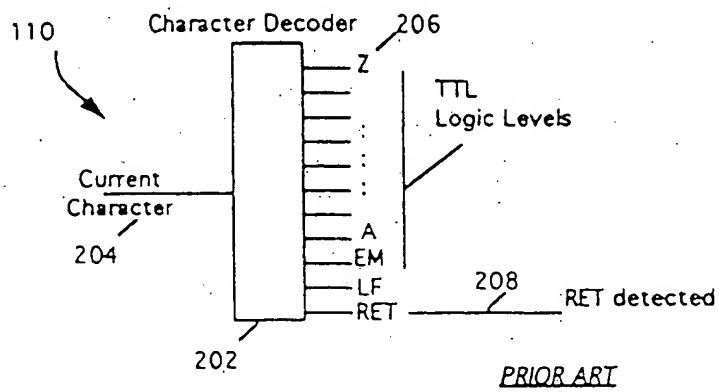 Character Decoder
206
110
Z
TTL
Logic Levels
:
:
:
Current
Character
204
A
EM
LF
RET
208
RET detected
202
PRIOR ART